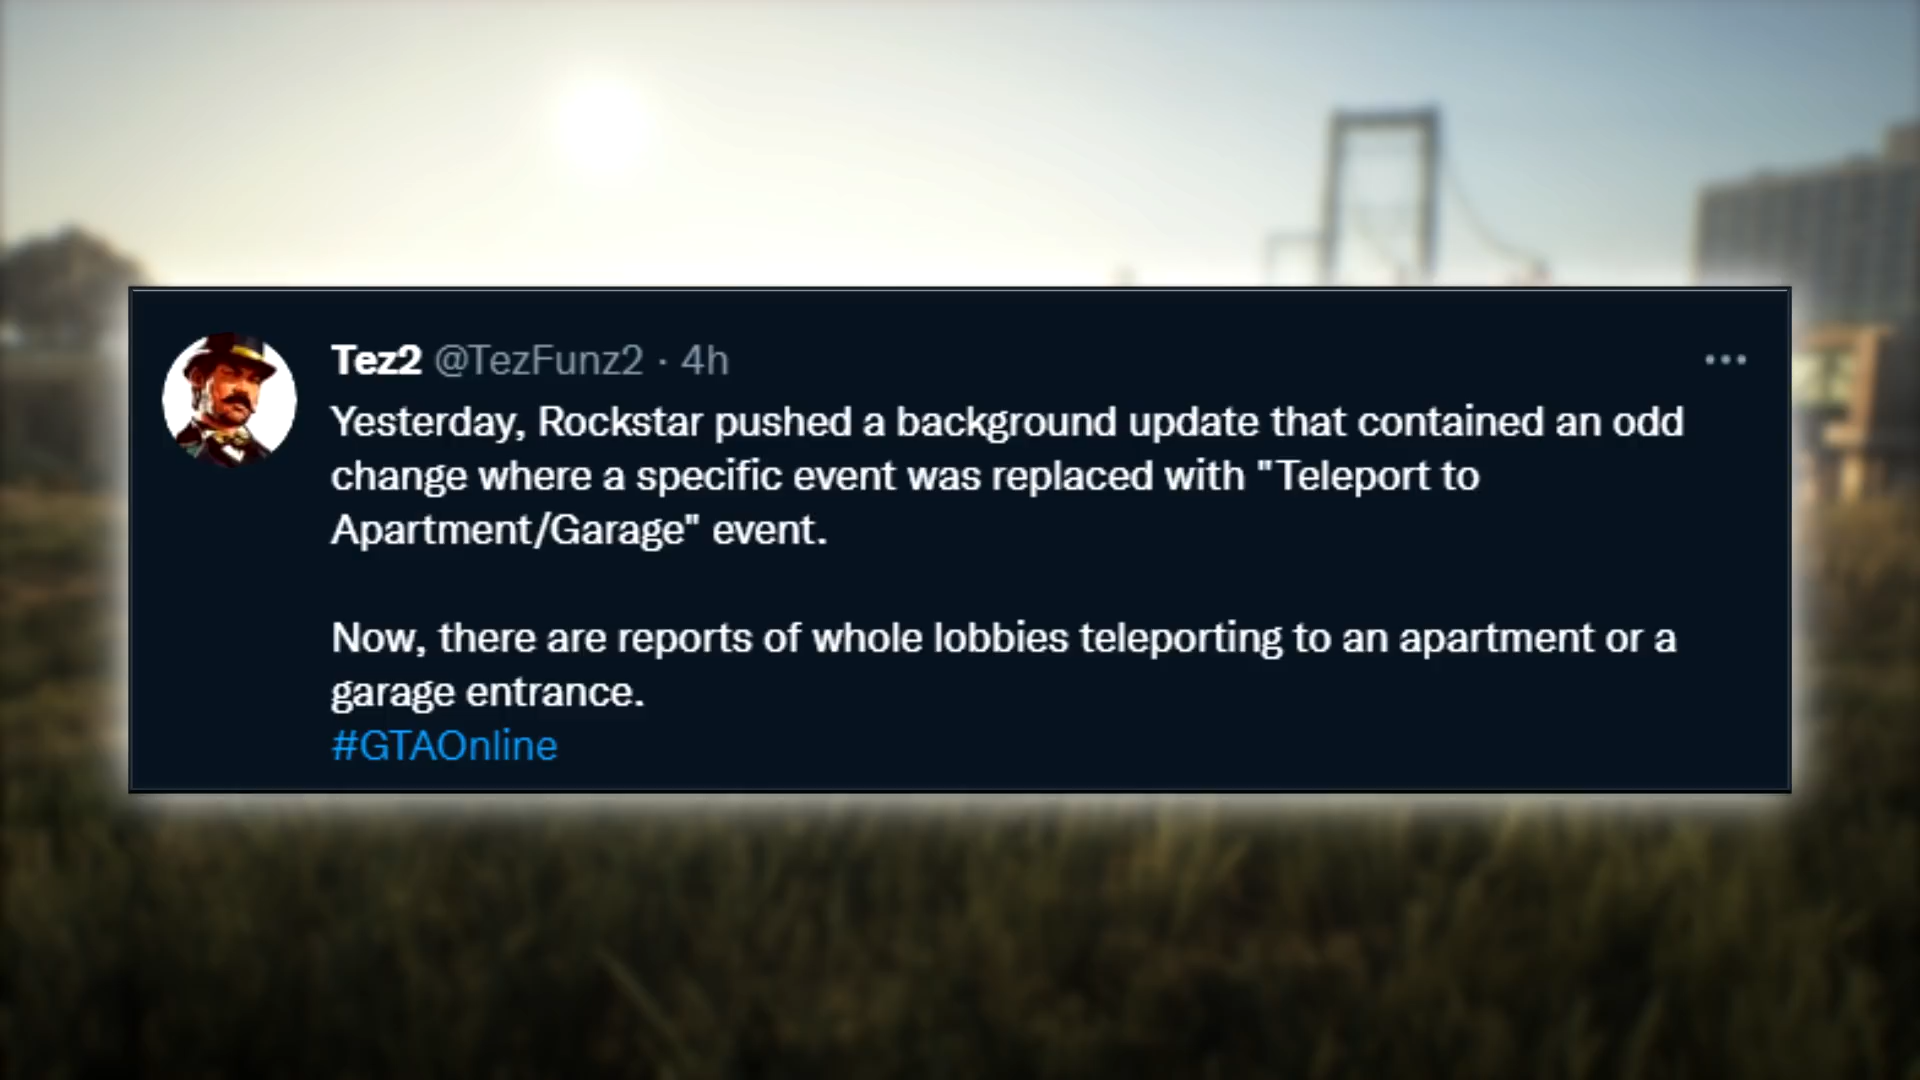 Tez2 @TezFunz2 · 4h
Yesterday, Rockstar pushed a background update that contained an odd
change where a specific event was replaced with "Teleport to
Apartment/Garage" event.
Now, there are reports of whole lobbies teleporting to an apartment or a
garage entrance.
#GTAOnline